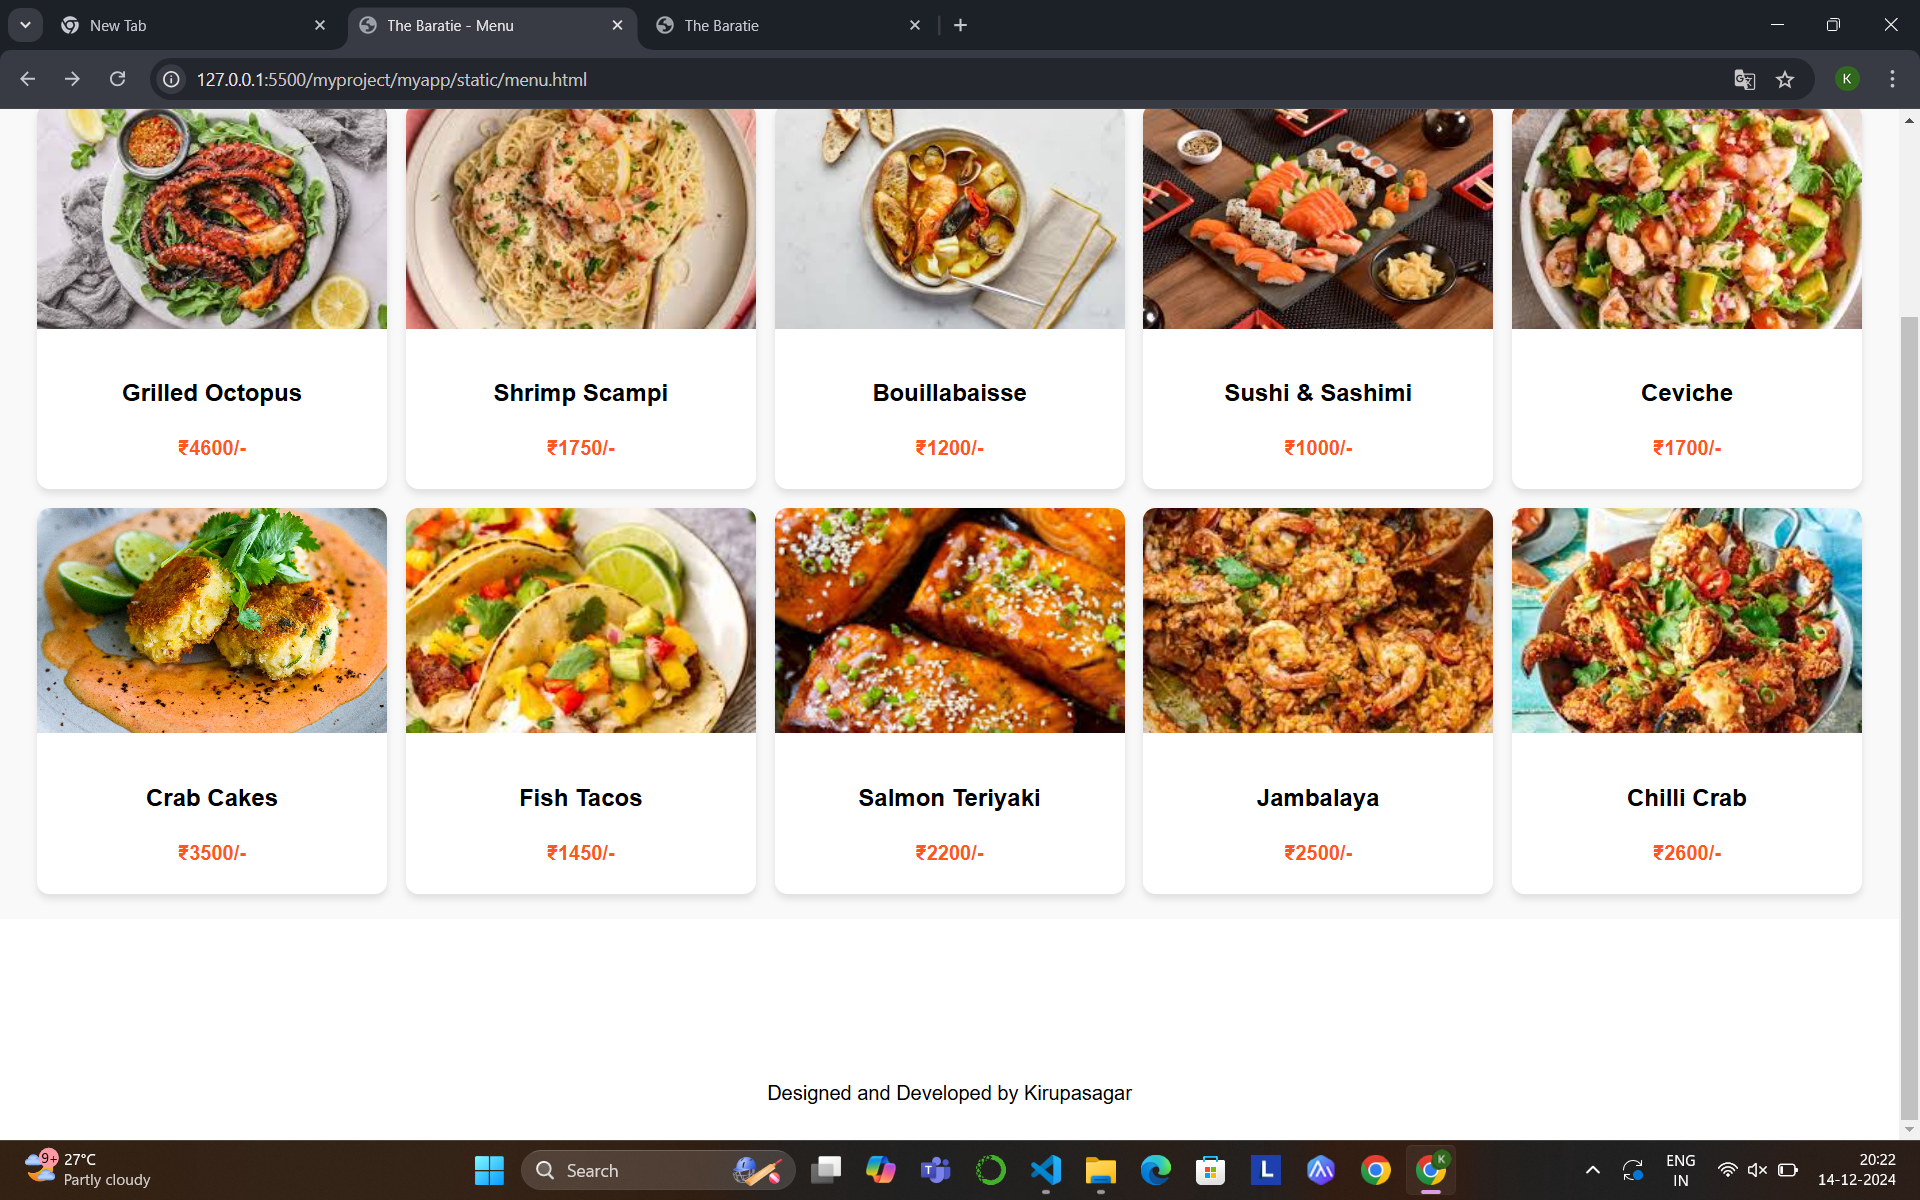 New Tab
The Baratie - Menu
The Baratie
127.0.0.1:5500/myproject/myapp/static/menu.html
K
Grilled Octopus
Shrimp Scampi
Bouillabaisse
Sushi & Sashimi
Ceviche
₹4600/-
₹1750/-
₹1200/-
₹1000/-
₹1700/-
Crab Cakes
Fish Tacos
Salmon Teriyaki
Jambalaya
Chilli Crab
₹3500/-
₹1450/-
₹2200/-
₹2500/-
₹2600/-
Designed and Developed by Kirupasagar
9+
27°C
Partly cloudy
Search
L
K
ENG
IN
20:22
14-12-2024